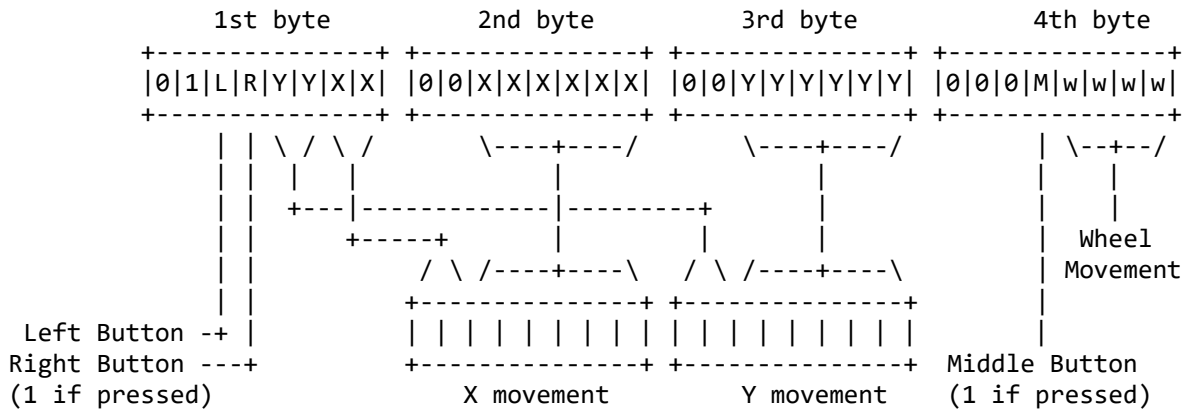 1st byte         2nd byte         3rd byte          4th byte
            +---------------+ +---------------+ +---------------+ +---------------+
            |0|1|L|R|Y|Y|X|X| |0|0|X|X|X|X|X|X| |0|0|Y|Y|Y|Y|Y|Y| |0|0|0|M|w|w|w|w|
            +---------------+ +---------------+ +---------------+ +---------------+
                 | | \ / \ /       \----+----/       \----+----/         | \--+--/
                 | |  |   |             |                 |              |    |
                 | |  +---|-------------|---------+       |              |    |
                 | |      +-----+       |         |       |              |  Wheel
                 | |           / \ /----+----\   / \ /----+----\         | Movement
                 | |          +---------------+ +---------------+        |
 Left Button -+ |          | | | | | | | | | | | | | | | | | |        |
Right Button ---+          +---------------+ +---------------+  Middle Button
(1 if pressed)                 X movement        Y movement     (1 if pressed)